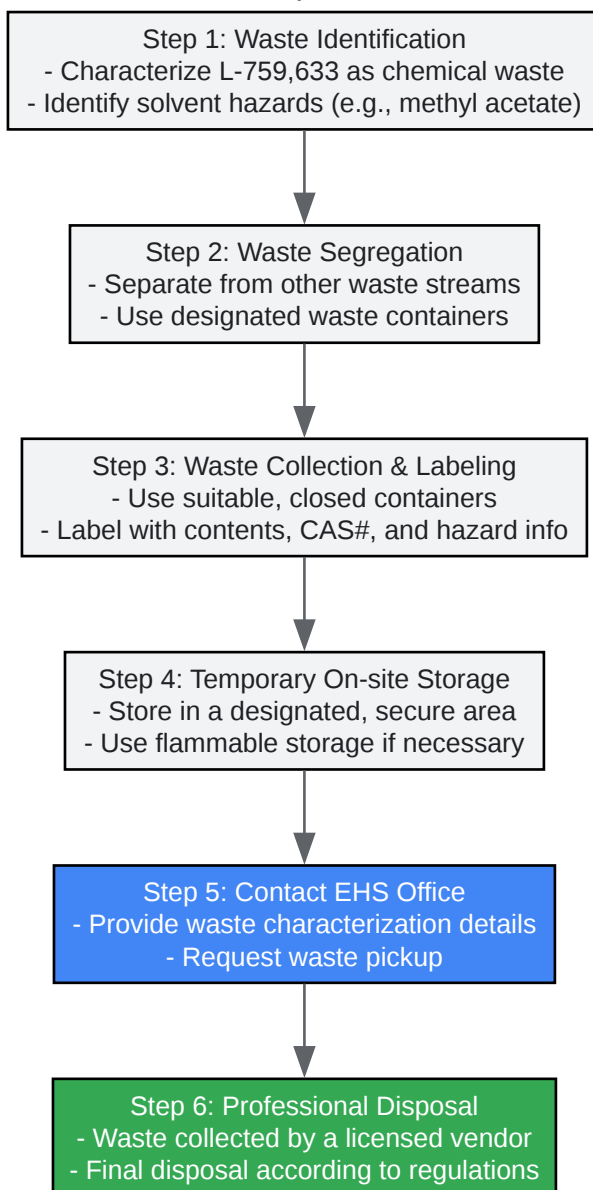 Step 1: Waste Identification
- Characterize L-759,633 as chemical waste
- Identify solvent hazards (e.g., methyl acetate)
Step 2: Waste Segregation
- Separate from other waste streams
- Use designated waste containers
Step 3: Waste Collection & Labeling
- Use suitable, closed containers
- Label with contents, CAS#, and hazard info
Step 4: Temporary On-site Storage
- Store in a designated, secure area
- Use flammable storage if necessary
Step 5: Contact EHS Office
- Provide waste characterization details
- Request waste pickup
Step 6: Professional Disposal
- Waste collected by a licensed vendor
- Final disposal according to regulations